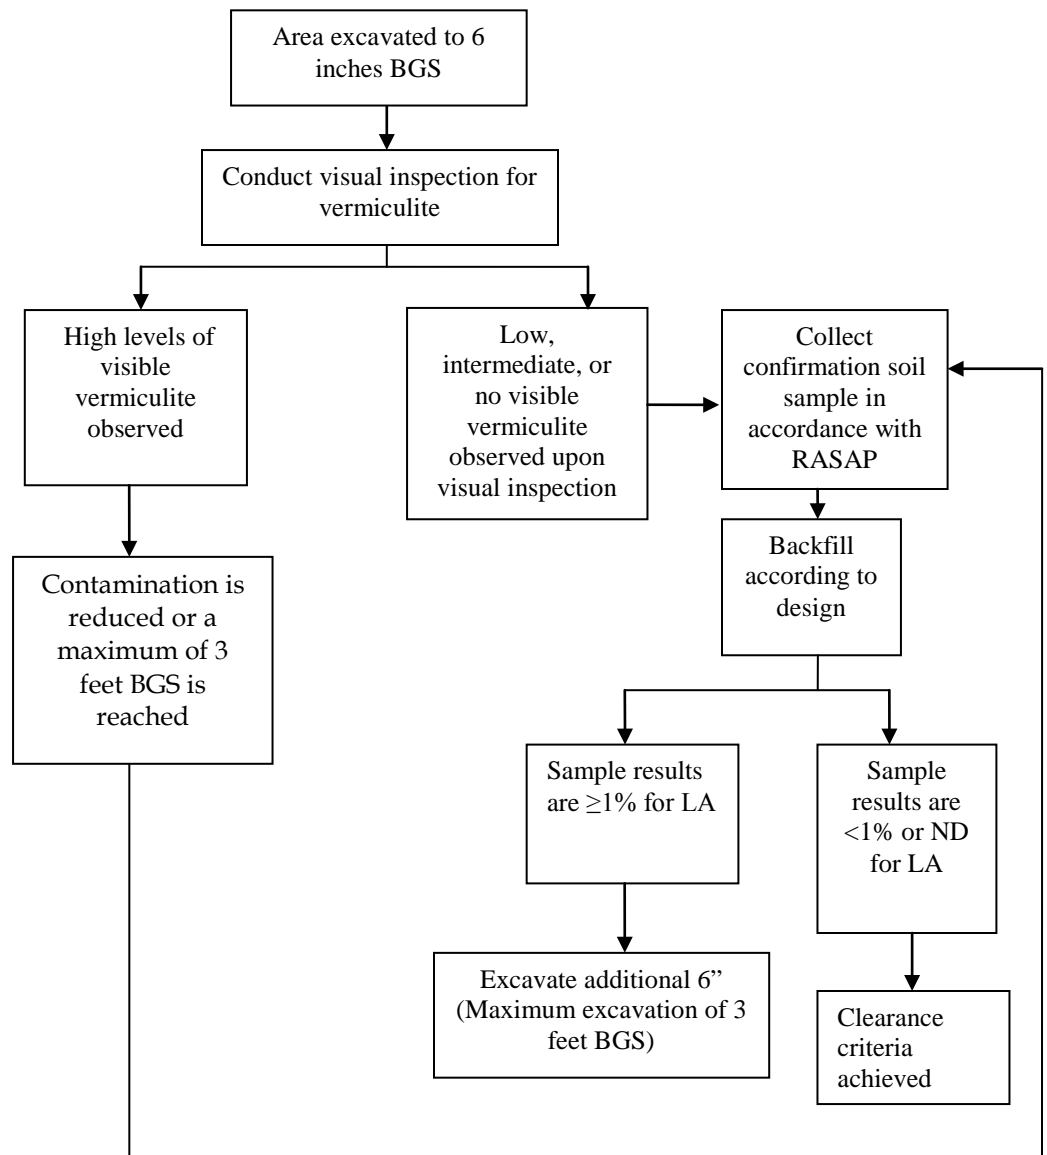 Area excavated to 6
inches BGS
Conduct visual inspection for
vermiculite
High levels of
visible
vermiculite
observed
Low,
intermediate, or
no visible
vermiculite
observed upon
visual inspection
Collect
confirmation soil
sample in
accordance with
RASAP
Backfill
according to
design
Contamination is
reduced or a
maximum of 3
feet BGS is
reached
Sample results
are ≥1% for LA
Sample
results are
<1% or ND
for LA
Excavate additional 6”
(Maximum excavation of 3
feet BGS)
Clearance
criteria
achieved